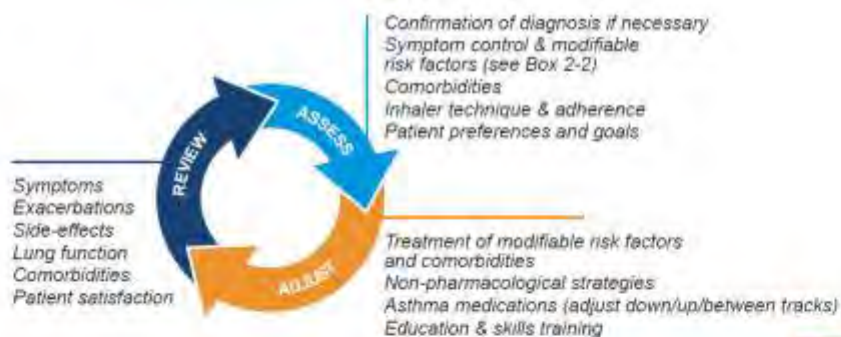 Confirmation of diagnosis if necessary
Symptom control & modifiable
risk factors (see Box 2-2)
Comorbidities
Inhaler technique & adherence
Patient preferences and goals
ASSESS
REVIEW
Symptoms
Exacerbations
Side-effects
Lung function
Comorbidities
Patient satisfaction
ADJUST
Treatment of modifiable risk factors
and comorbidities
Non-pharmacological strategies
Asthma medications (adjust down/up/between tracks)
Education & skills training